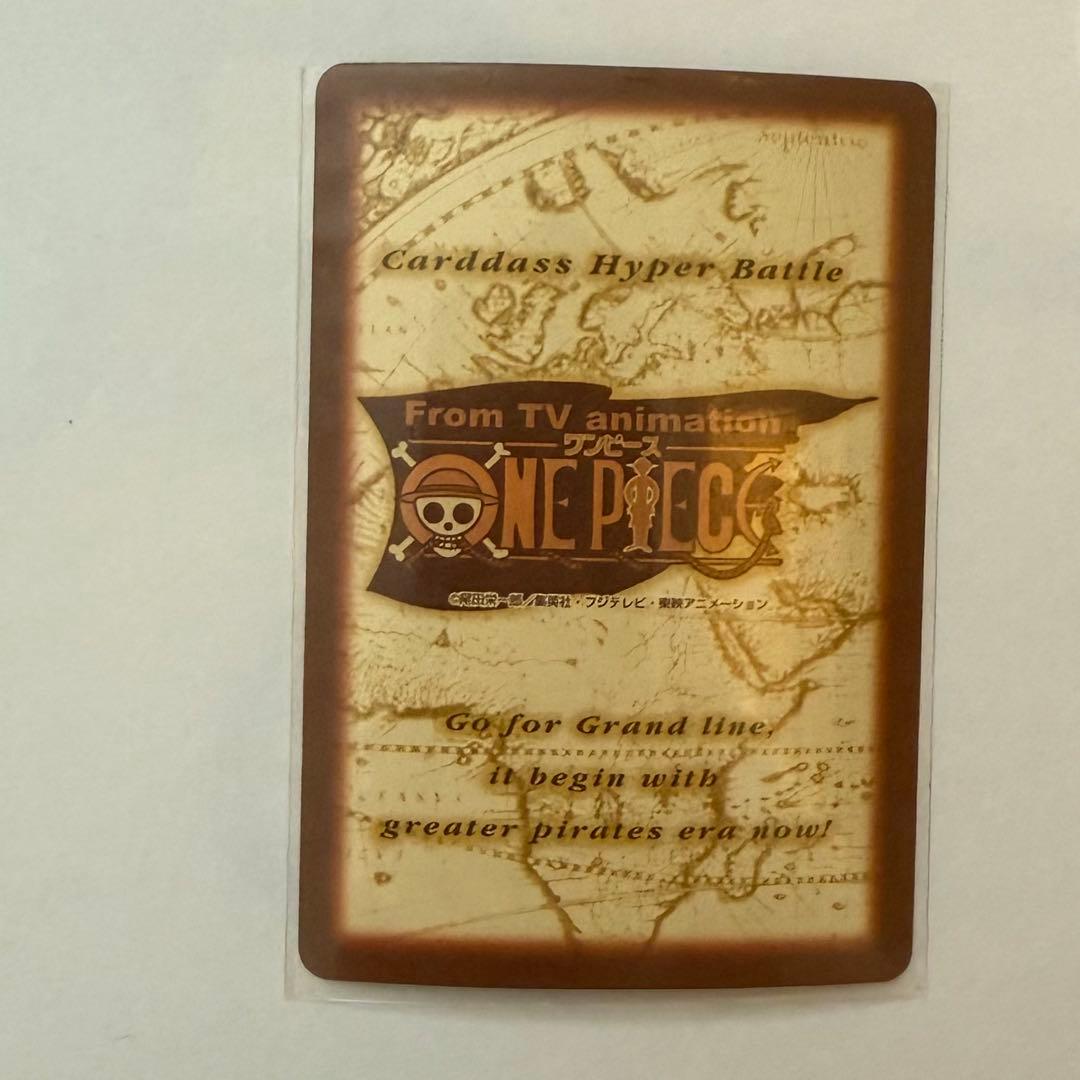 Septentrio
Carddass Hyper Battle
From TV animation
ワンピース
ONE PIECE
©尾田栄一郎／集英社・フジテレビ・東映アニメーション
Go for Grand line,
it begin with
greater pirates era now!